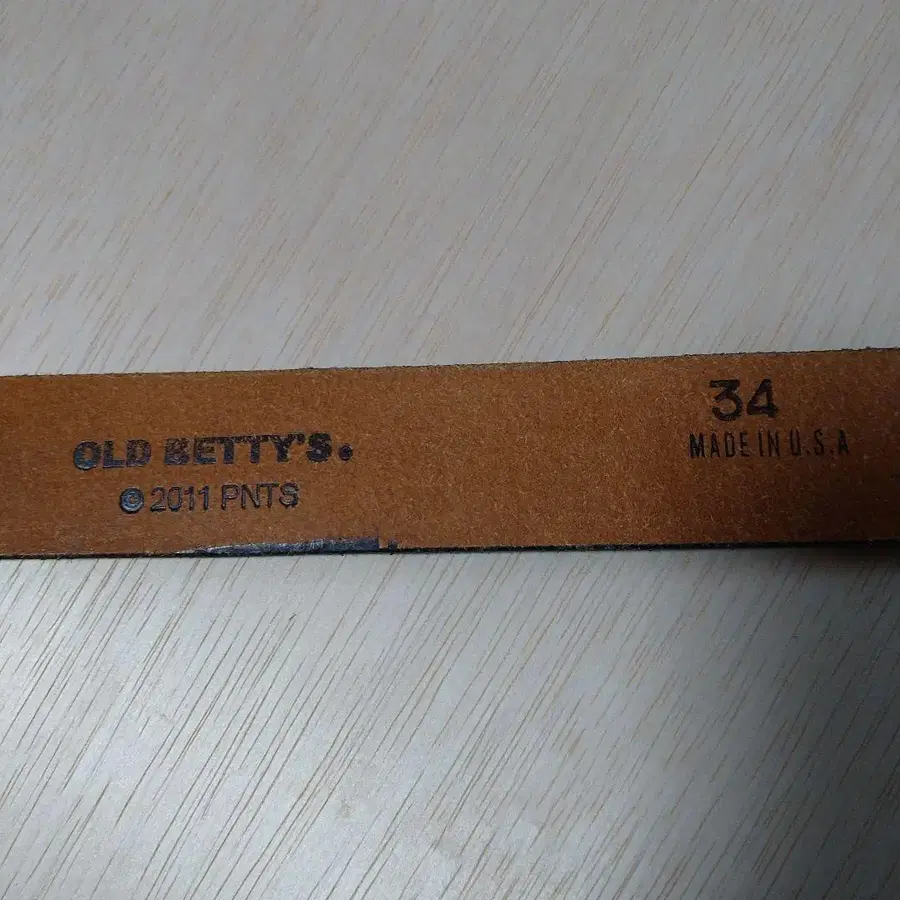 OLD BETTY'S.
© 2011 PNTS
34
MADE IN U.S.A